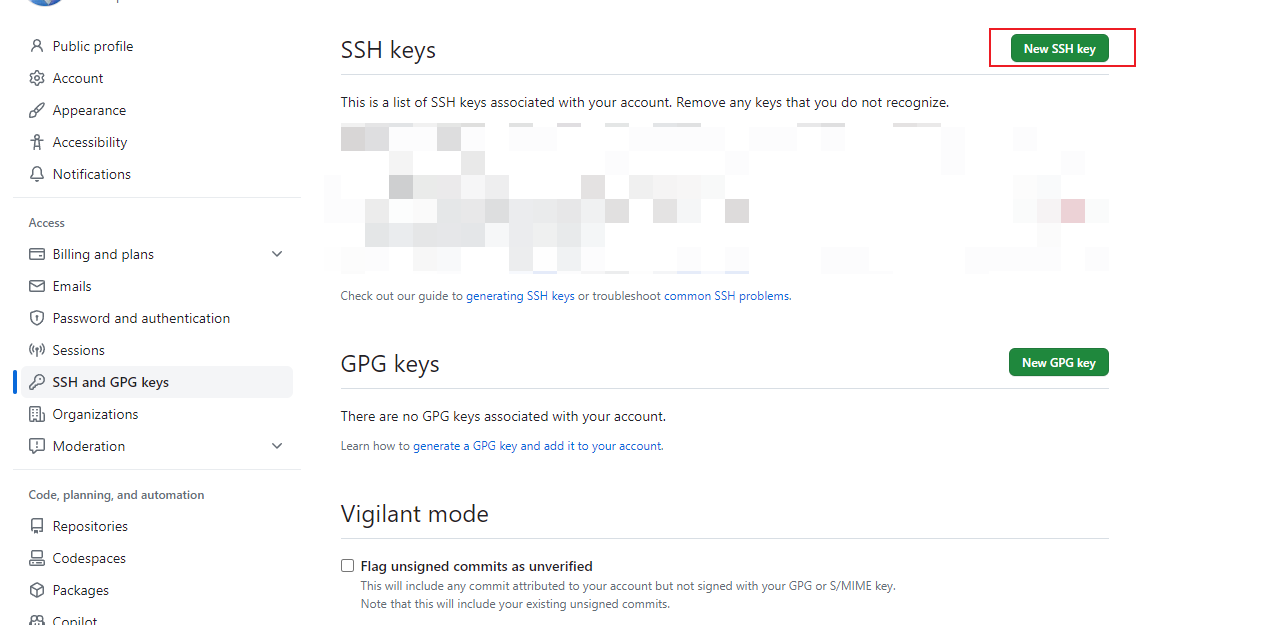 Public profile
Account
Appearance
Accessibility
Notifications
Access
Billing and plans
Emails
Password and authentication
Sessions
SSH and GPG keys
Organizations
Moderation
Code, planning, and automation
Repositories
Codespaces
Packages
Copilot
SSH keys
New SSH key
This is a list of SSH keys associated with your account. Remove any keys that you do not recognize.
Check out our guide to generating SSH keys or troubleshoot common SSH problems.
GPG keys
New GPG key
There are no GPG keys associated with your account.
Learn how to generate a GPG key and add it to your account.
Vigilant mode
Flag unsigned commits as unverified
This will include any commit attributed to your account but not signed with your GPG or S/MIME key.
Note that this will include your existing unsigned commits.